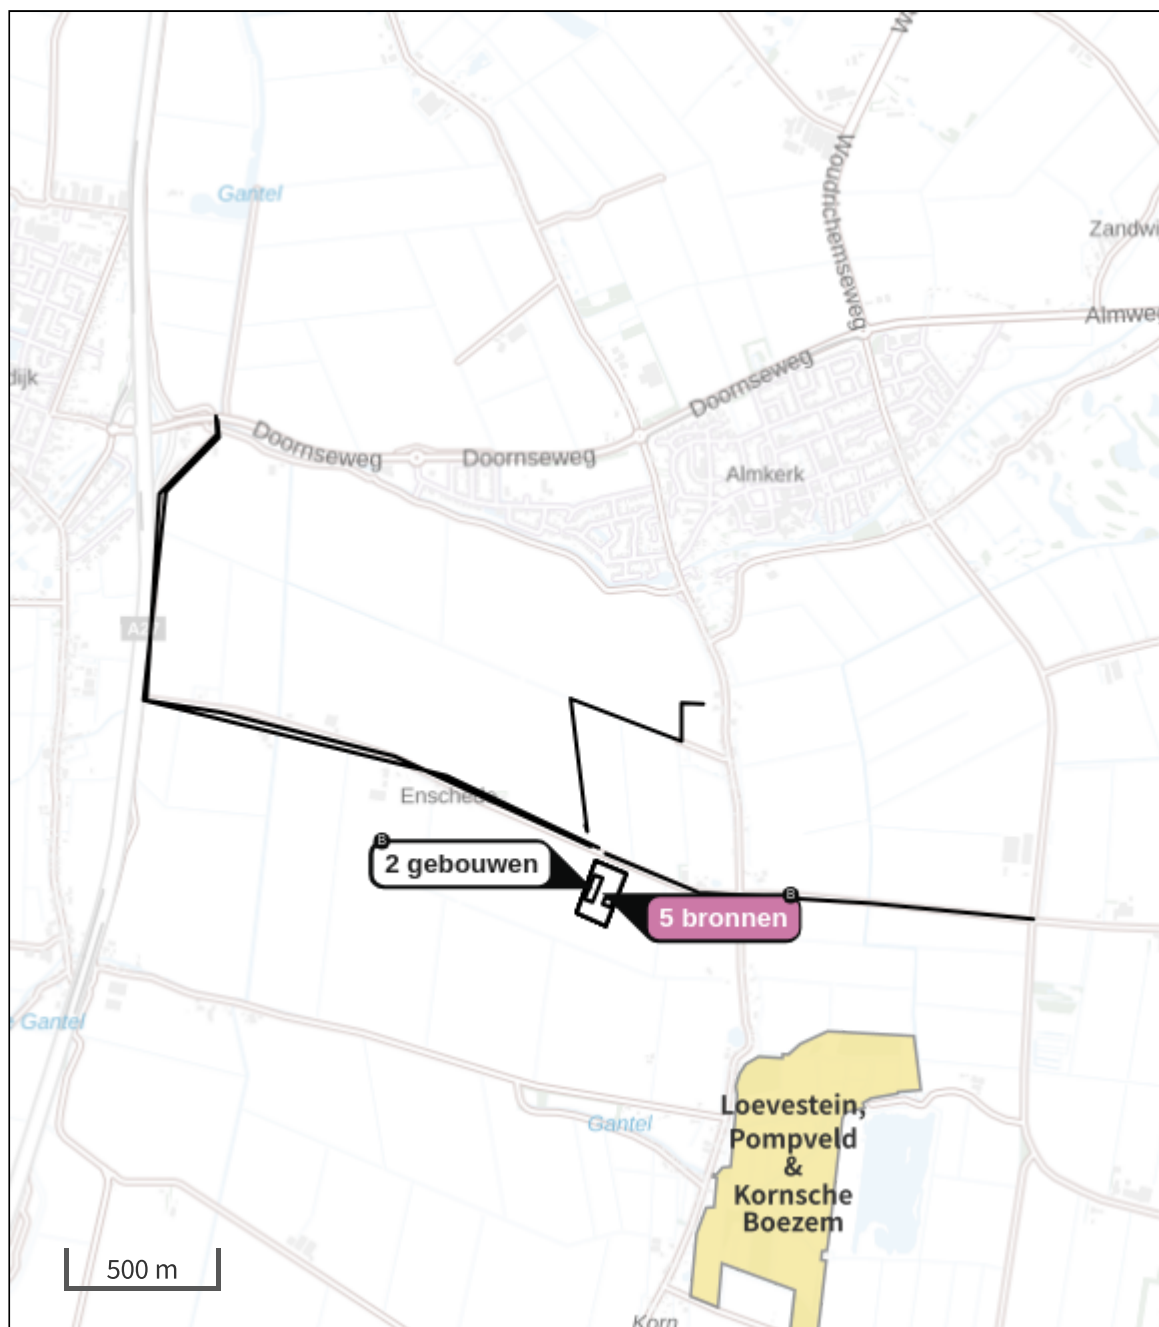 Gantel
Woudrichemseweg
Zandwi
Almweg
Doornseweg
dijk
Doornseweg
Doornseweg
Almkerk
A27
Enschede
B
2 gebouwen
B
5 bronnen
Gantel
Loevestein,
Pompveld
&
Kornsche
Boezem
Gantel
500 m
Korn